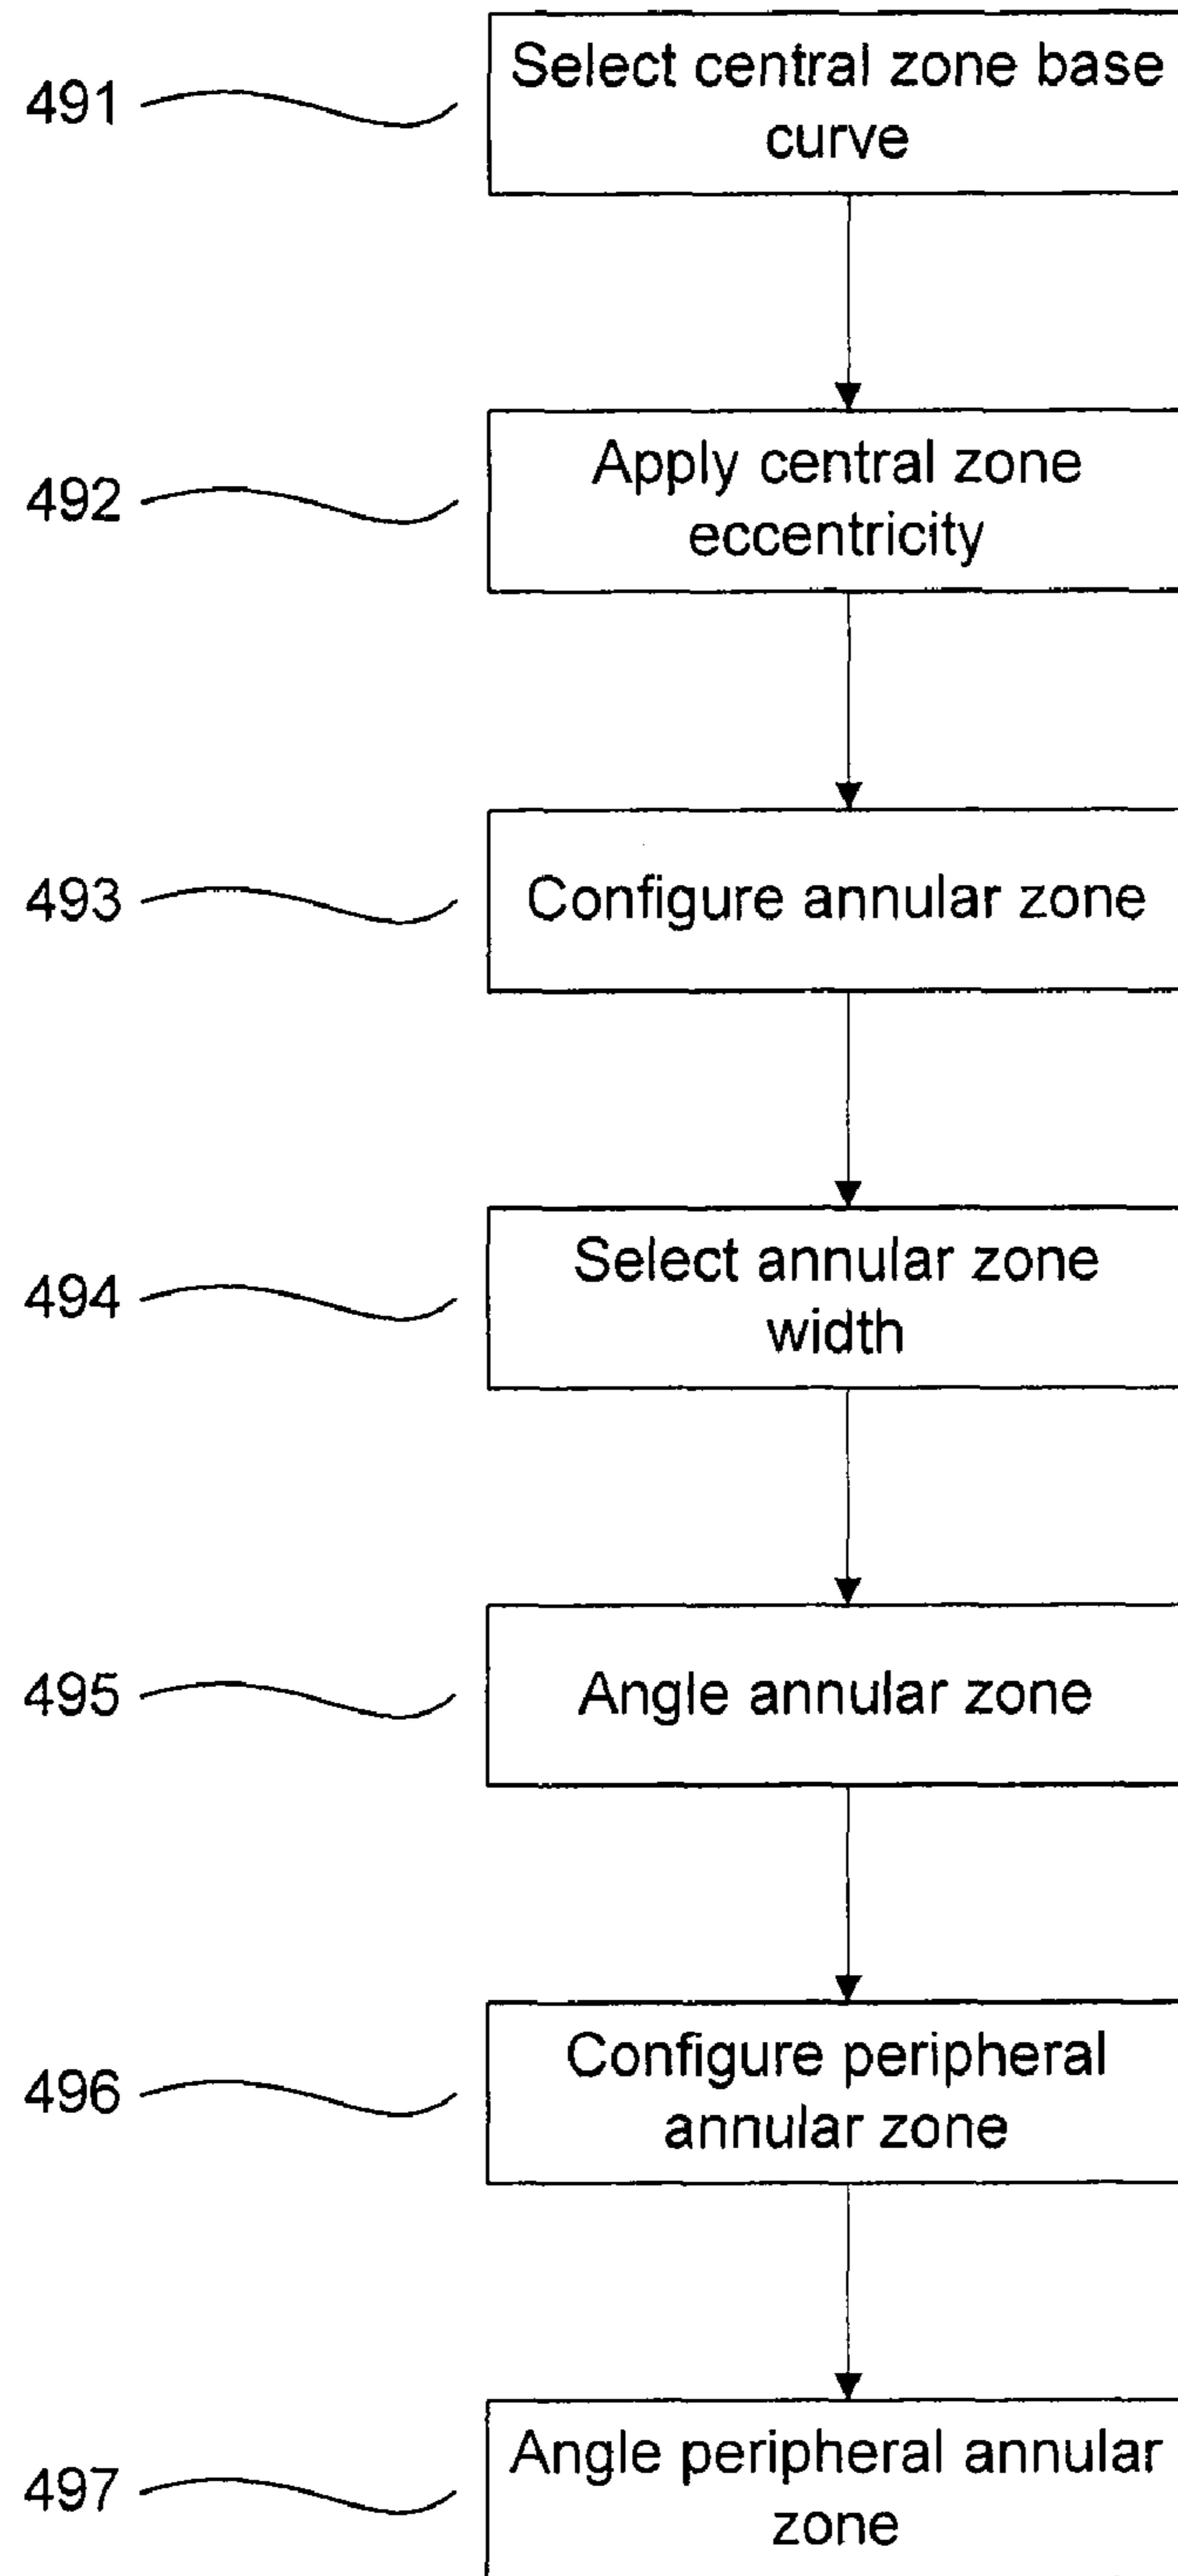 491
Select central zone base
curve
492
Apply central zone
eccentricity
493
Configure annular zone
494
Select annular zone
width
495
Angle annular zone
496
Configure peripheral
annular zone
497
Angle peripheral annular
zone